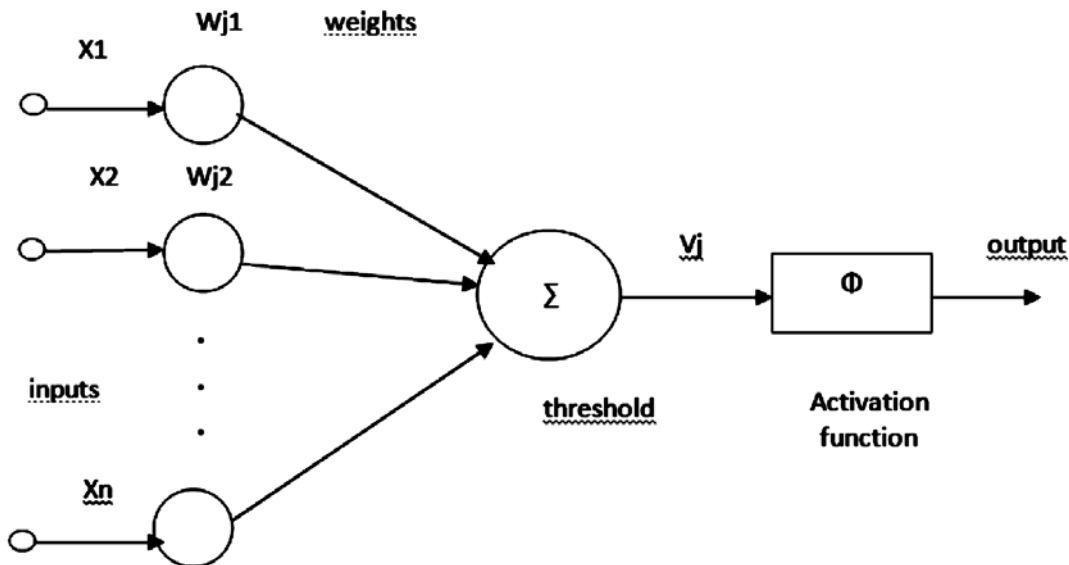 Wj1 weights
X1
X2 Wj2
Vj output
Σ Φ
inputs
threshold Activation
function
Xn